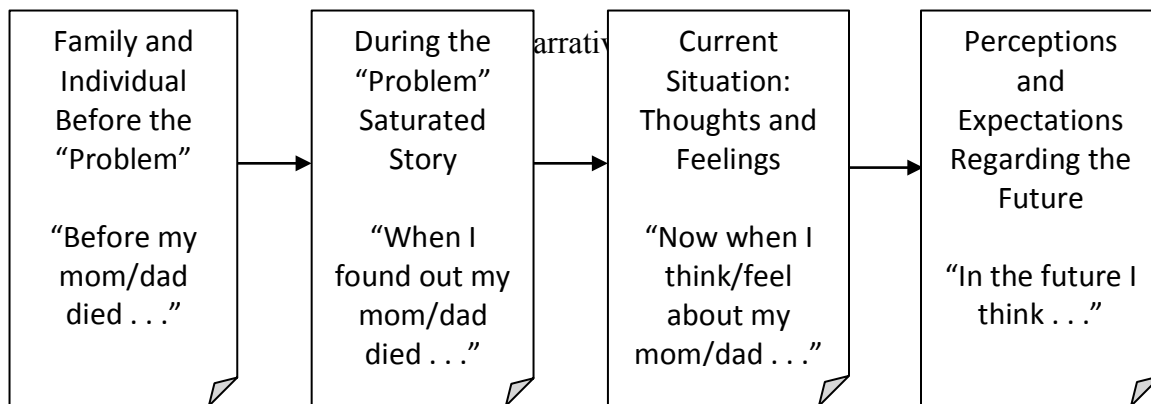 Family and
Individual
Before the
“Problem”
“Before my
mom/dad
died . . .”
During the
“Problem”
Saturated
Story
“When I
found out my
mom/dad
died . . .”
Current
Situation:
Thoughts and
Feelings
“Now when I
think/feel
about my
mom/dad . . .”
Perceptions
and
Expectations
Regarding the
Future
“In the future I
think . . .”